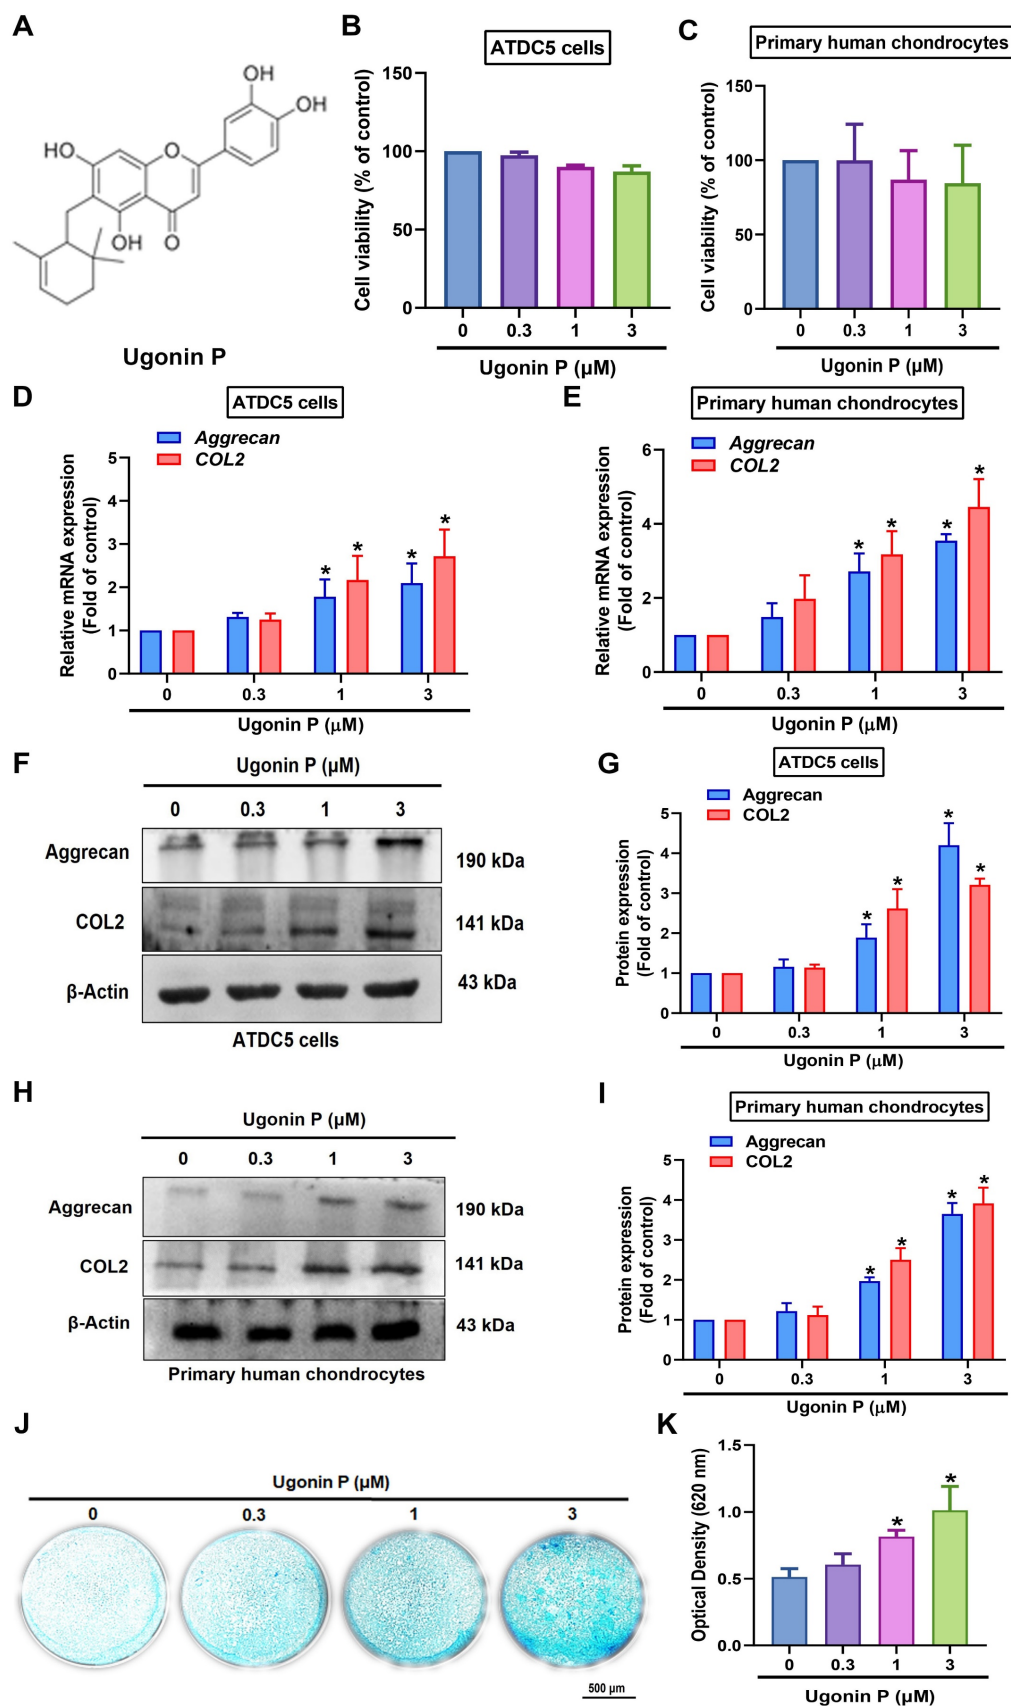 A
OH
OH
HO
O
OH
O
Ugonin P
B
ATDC5 cells
Cell viability (% of control)
150
100
50
0
0 0.3 1 3
Ugonin P (μM)
C
Primary human chondrocytes
Cell viability (% of control)
150
100
50
0
0 0.3 1 3
Ugonin P (μM)
D
ATDC5 cells
Aggrecan
COL2
Relative mRNA expression
(Fold of control)
5
4
3
2
1
0
* * * *
0 0.3 1 3
Ugonin P (μM)
E
Primary human chondrocytes
Aggrecan
COL2
Relative mRNA expression
(Fold of control)
6
4
2
0
* * * *
0 0.3 1 3
Ugonin P (μM)
F
Ugonin P (μM)
0 0.3 1 3
Aggrecan 190 kDa
COL2 141 kDa
β-Actin 43 kDa
ATDC5 cells
G
ATDC5 cells
Aggrecan
COL2
Protein expression
(Fold of control)
5
4
3
2
1
0
* * * *
0 0.3 1 3
Ugonin P (μM)
H
Ugonin P (μM)
0 0.3 1 3
Aggrecan 190 kDa
COL2 141 kDa
β-Actin 43 kDa
Primary human chondrocytes
I
Primary human chondrocytes
Aggrecan
COL2
Protein expression
(Fold of control)
5
4
3
2
1
0
* * * *
0 0.3 1 3
Ugonin P (μM)
J
Ugonin P (μM)
0 0.3 1 3
500 μm
K
Optical Density (620 nm)
1.5
1.0
0.5
0.0
* *
0 0.3 1 3
Ugonin P (μM)